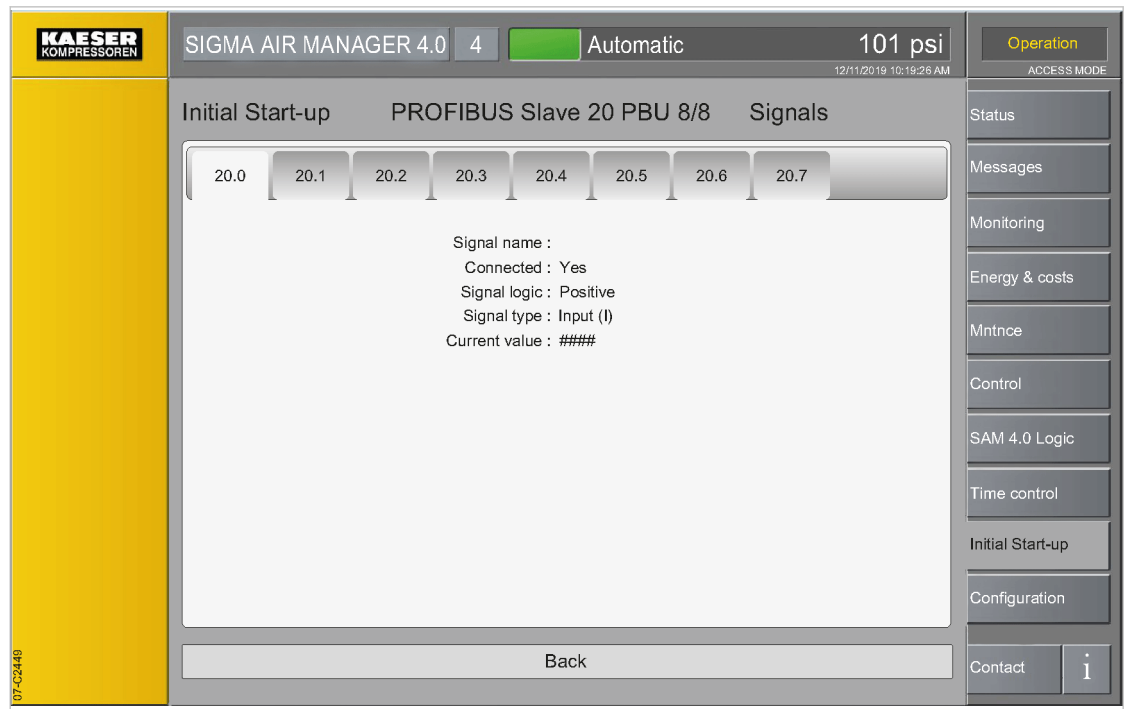 KAESER
KOMPRESSOREN
SIGMA AIR MANAGER 4.0 4 Automatic 101 psi
12/11/2019 10:19:26 AM
Operation
ACCESS MODE
Initial Start-up PROFIBUS Slave 20 PBU 8/8 Signals
20.0 20.1 20.2 20.3 20.4 20.5 20.6 20.7
Signal name :
Connected : Yes
Signal logic : Positive
Signal type : Input (I)
Current value : ####
Back
Status
Messages
Monitoring
Energy & costs
Mntnce
Control
SAM 4.0 Logic
Time control
Initial Start-up
Configuration
Contact i
07-C2449